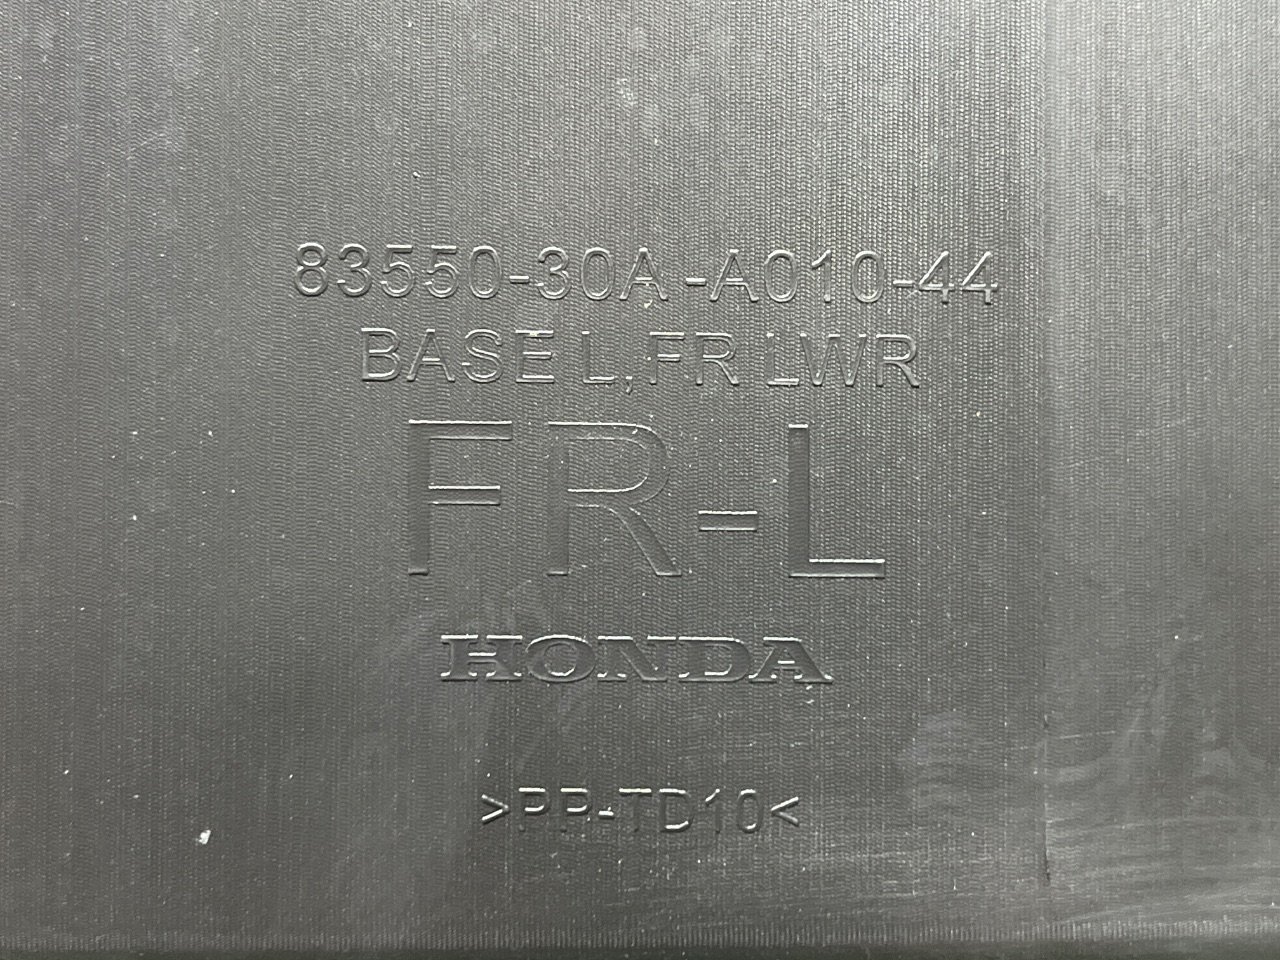 83550-30A-A010-44
BASE L, FR LWR
FR-L
HONDA
>PP-TD10<